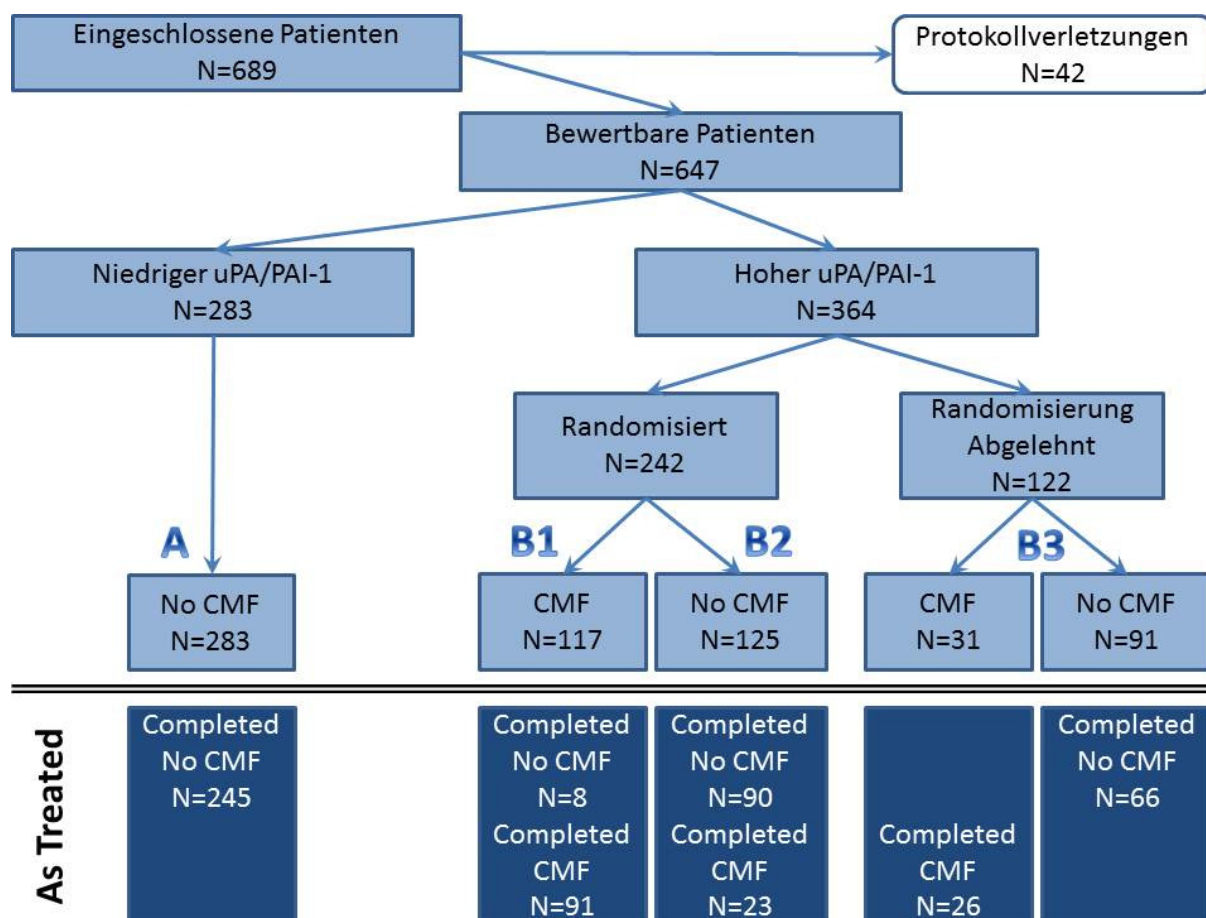 Eingeschlossene Patienten
N=689
Protokollverletzungen
N=42
Bewertbare Patienten
N=647
Niedriger uPA/PAI-1
N=283
Hoher uPA/PAI-1
N=364
Randomisiert
N=242
Randomisierung
Abgelehnt
N=122
A
B1
B2
B3
No CMF
N=283
CMF
N=117
No CMF
N=125
CMF
N=31
No CMF
N=91
As Treated
Completed
No CMF
N=245
Completed
No CMF
N=8
Completed
CMF
N=91
Completed
No CMF
N=90
Completed
CMF
N=23
Completed
CMF
N=26
Completed
No CMF
N=66